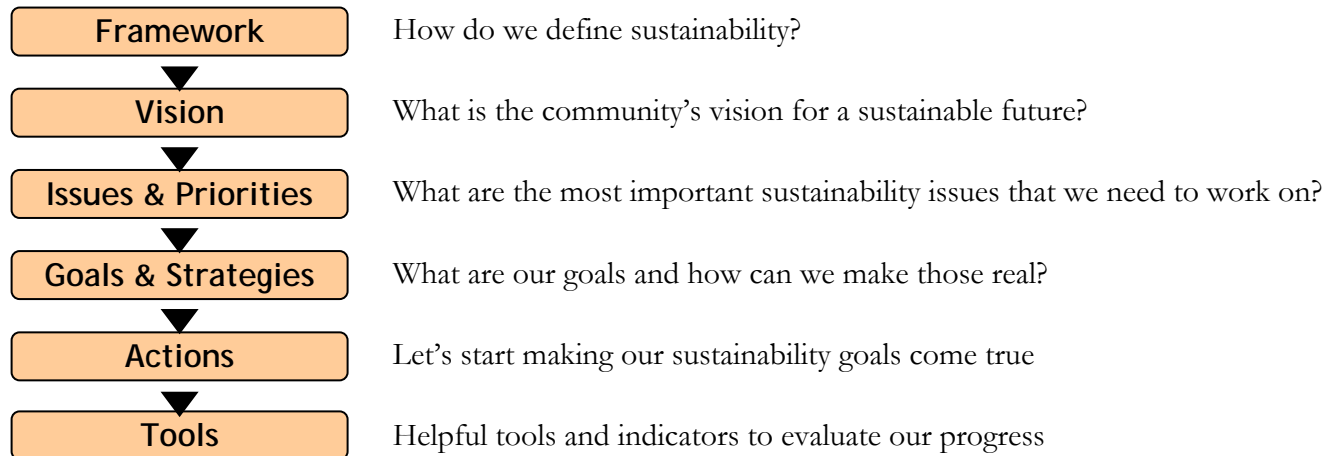 Framework How do we define sustainability?
Vision What is the community’s vision for a sustainable future?
Issues & Priorities What are the most important sustainability issues that we need to work on?
Goals & Strategies What are our goals and how can we make those real?
Actions Let’s start making our sustainability goals come true
Tools Helpful tools and indicators to evaluate our progress